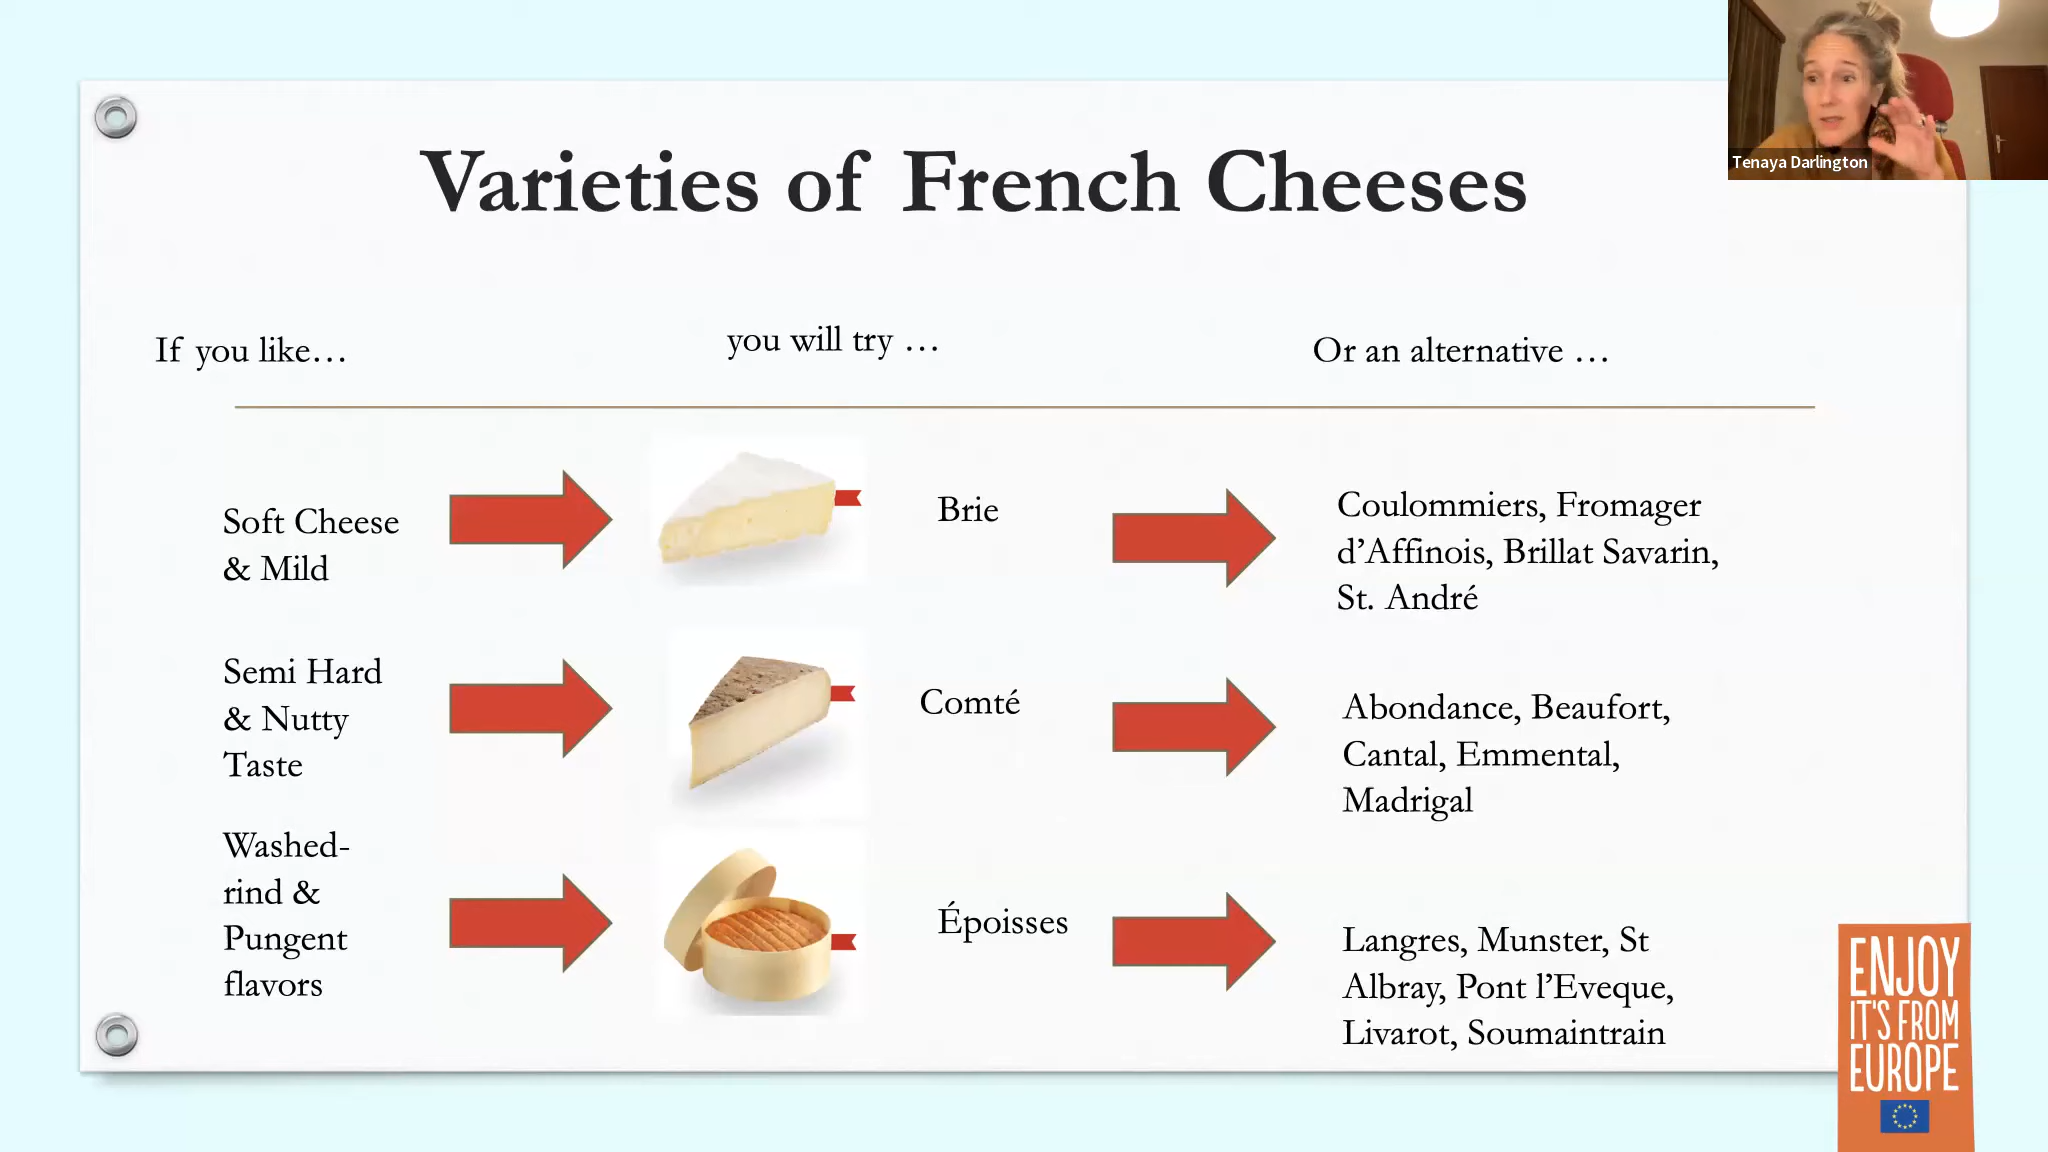 Tenaya Darlington
Varieties of French Cheeses
If you like…
you will try …
Or an alternative …
Soft Cheese
& Mild
Brie
Coulommiers, Fromager
d’Affinois, Brillat Savarin,
St. André
Semi Hard
& Nutty
Taste
Comté
Abondance, Beaufort,
Cantal, Emmental,
Madrigal
Washed-
rind &
Pungent
flavors
Époisses
Langres, Munster, St
Albray, Pont l’Eveque,
Livarot, Soumaintrain
ENJOY
IT'S FROM
EUROPE